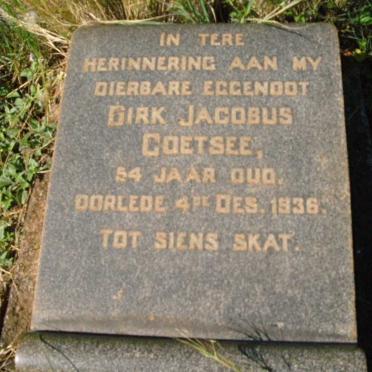 IN TERE
HERINNERING AAN MY
DIERBARE EGGENOOT
DIRK JACOBUS
COETSEE,
54 JAAR OUD.
OORLEDE 4DE DES. 1936.
TOT SIENS SKAT.